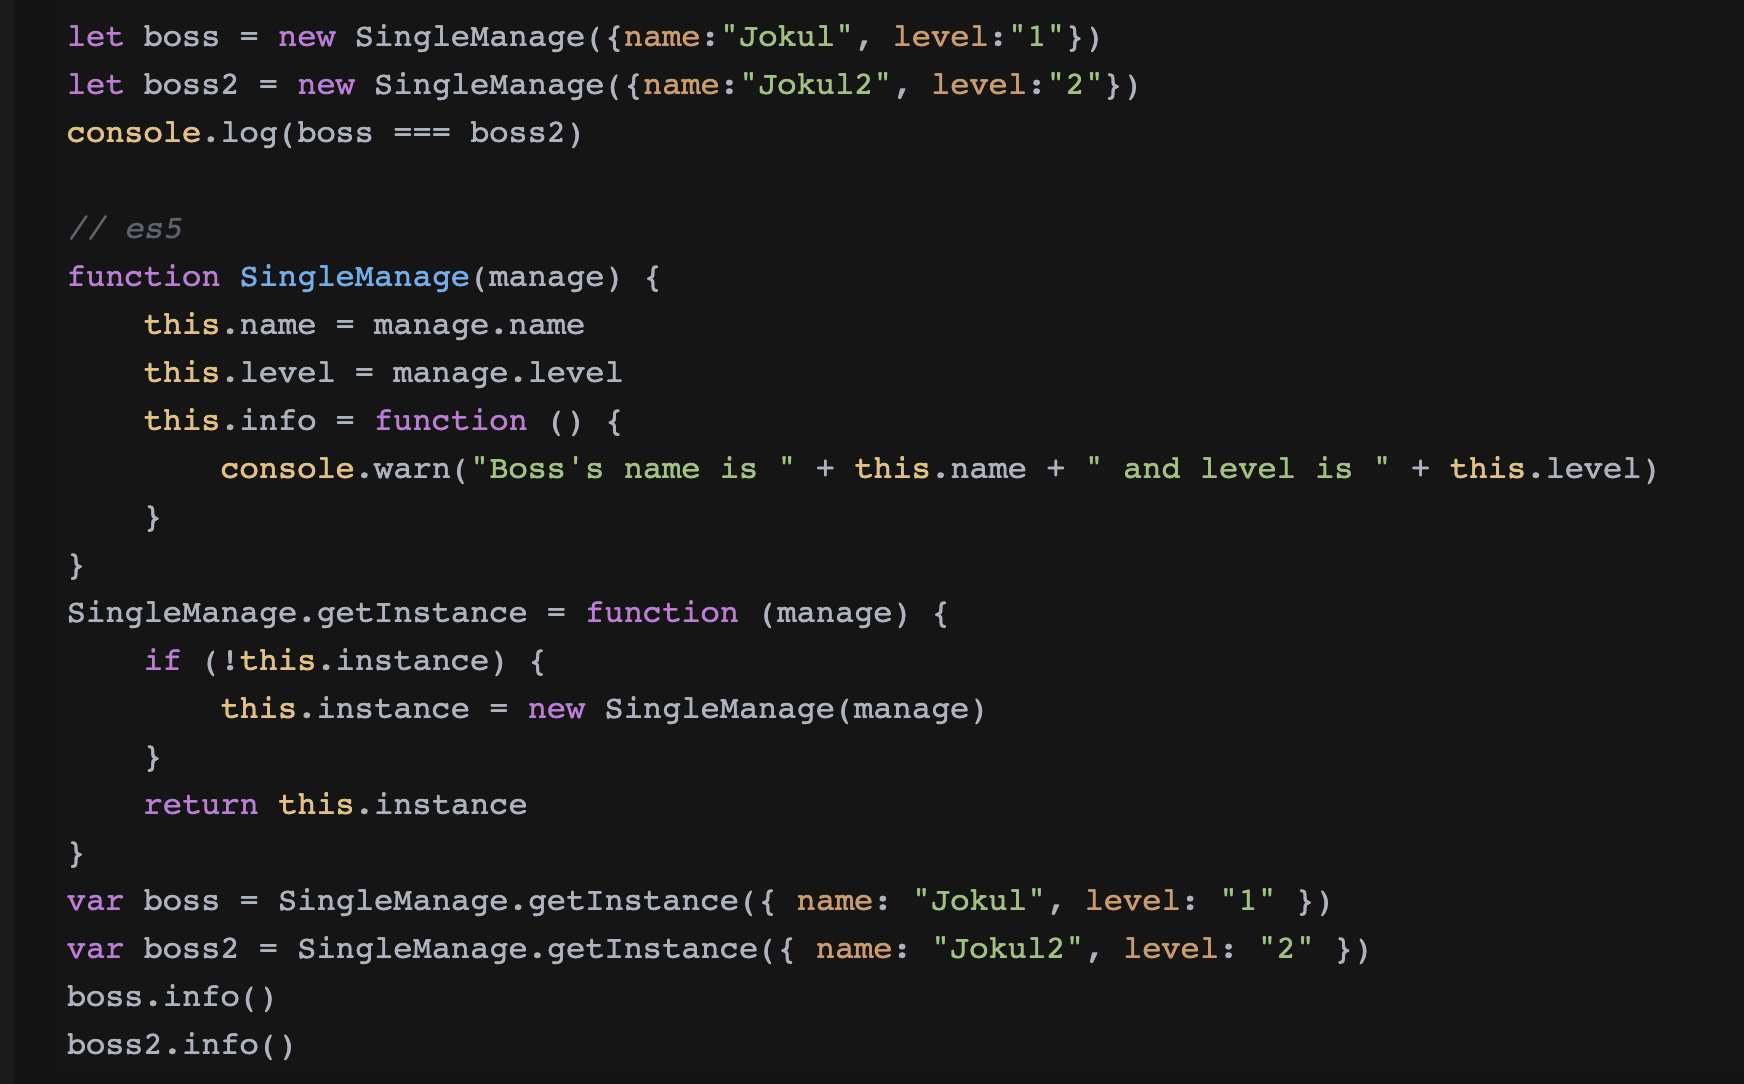 let boss = new SingleManage({name:"Jokul", level:"1"})
let boss2 = new SingleManage({name:"Jokul2", level:"2"})
console.log(boss === boss2)

// es5
function SingleManage(manage) {
    this.name = manage.name
    this.level = manage.level
    this.info = function () {
        console.warn("Boss's name is " + this.name + " and level is " + this.level)
    }
}
SingleManage.getInstance = function (manage) {
    if (!this.instance) {
        this.instance = new SingleManage(manage)
    }
    return this.instance
}
var boss = SingleManage.getInstance({ name: "Jokul", level: "1" })
var boss2 = SingleManage.getInstance({ name: "Jokul2", level: "2" })
boss.info()
boss2.info()